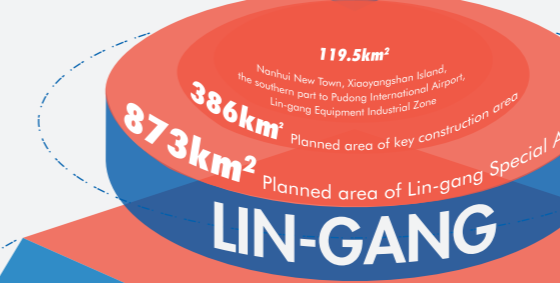 119.5km²
Nanhui New Town, Xiaoyangshan Island,
the southern part to Pudong International Airport,
Lin-gang Equipment Industrial Zone
386km² Planned area of key construction area
873km² Planned area of Lin-gang Special
LIN-GANG